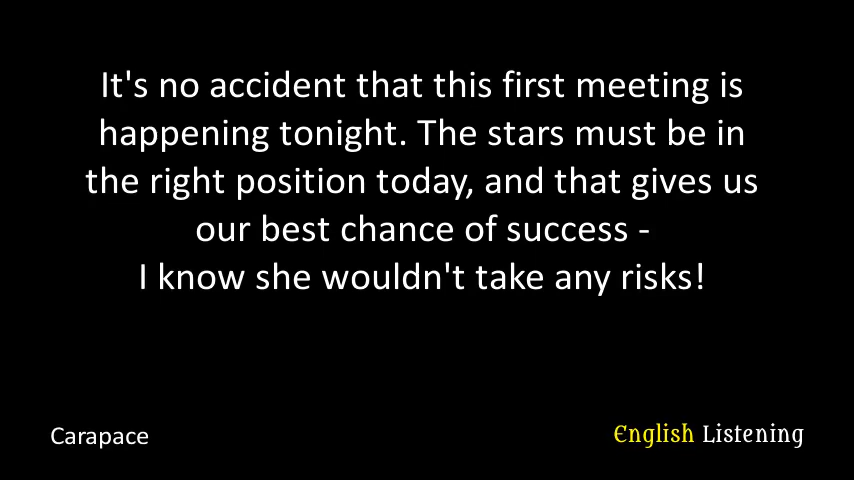 It's no accident that this first meeting is
happening tonight. The stars must be in
the right position today, and that gives us
our best chance of success -
I know she wouldn't take any risks!
Carapace
English Listening